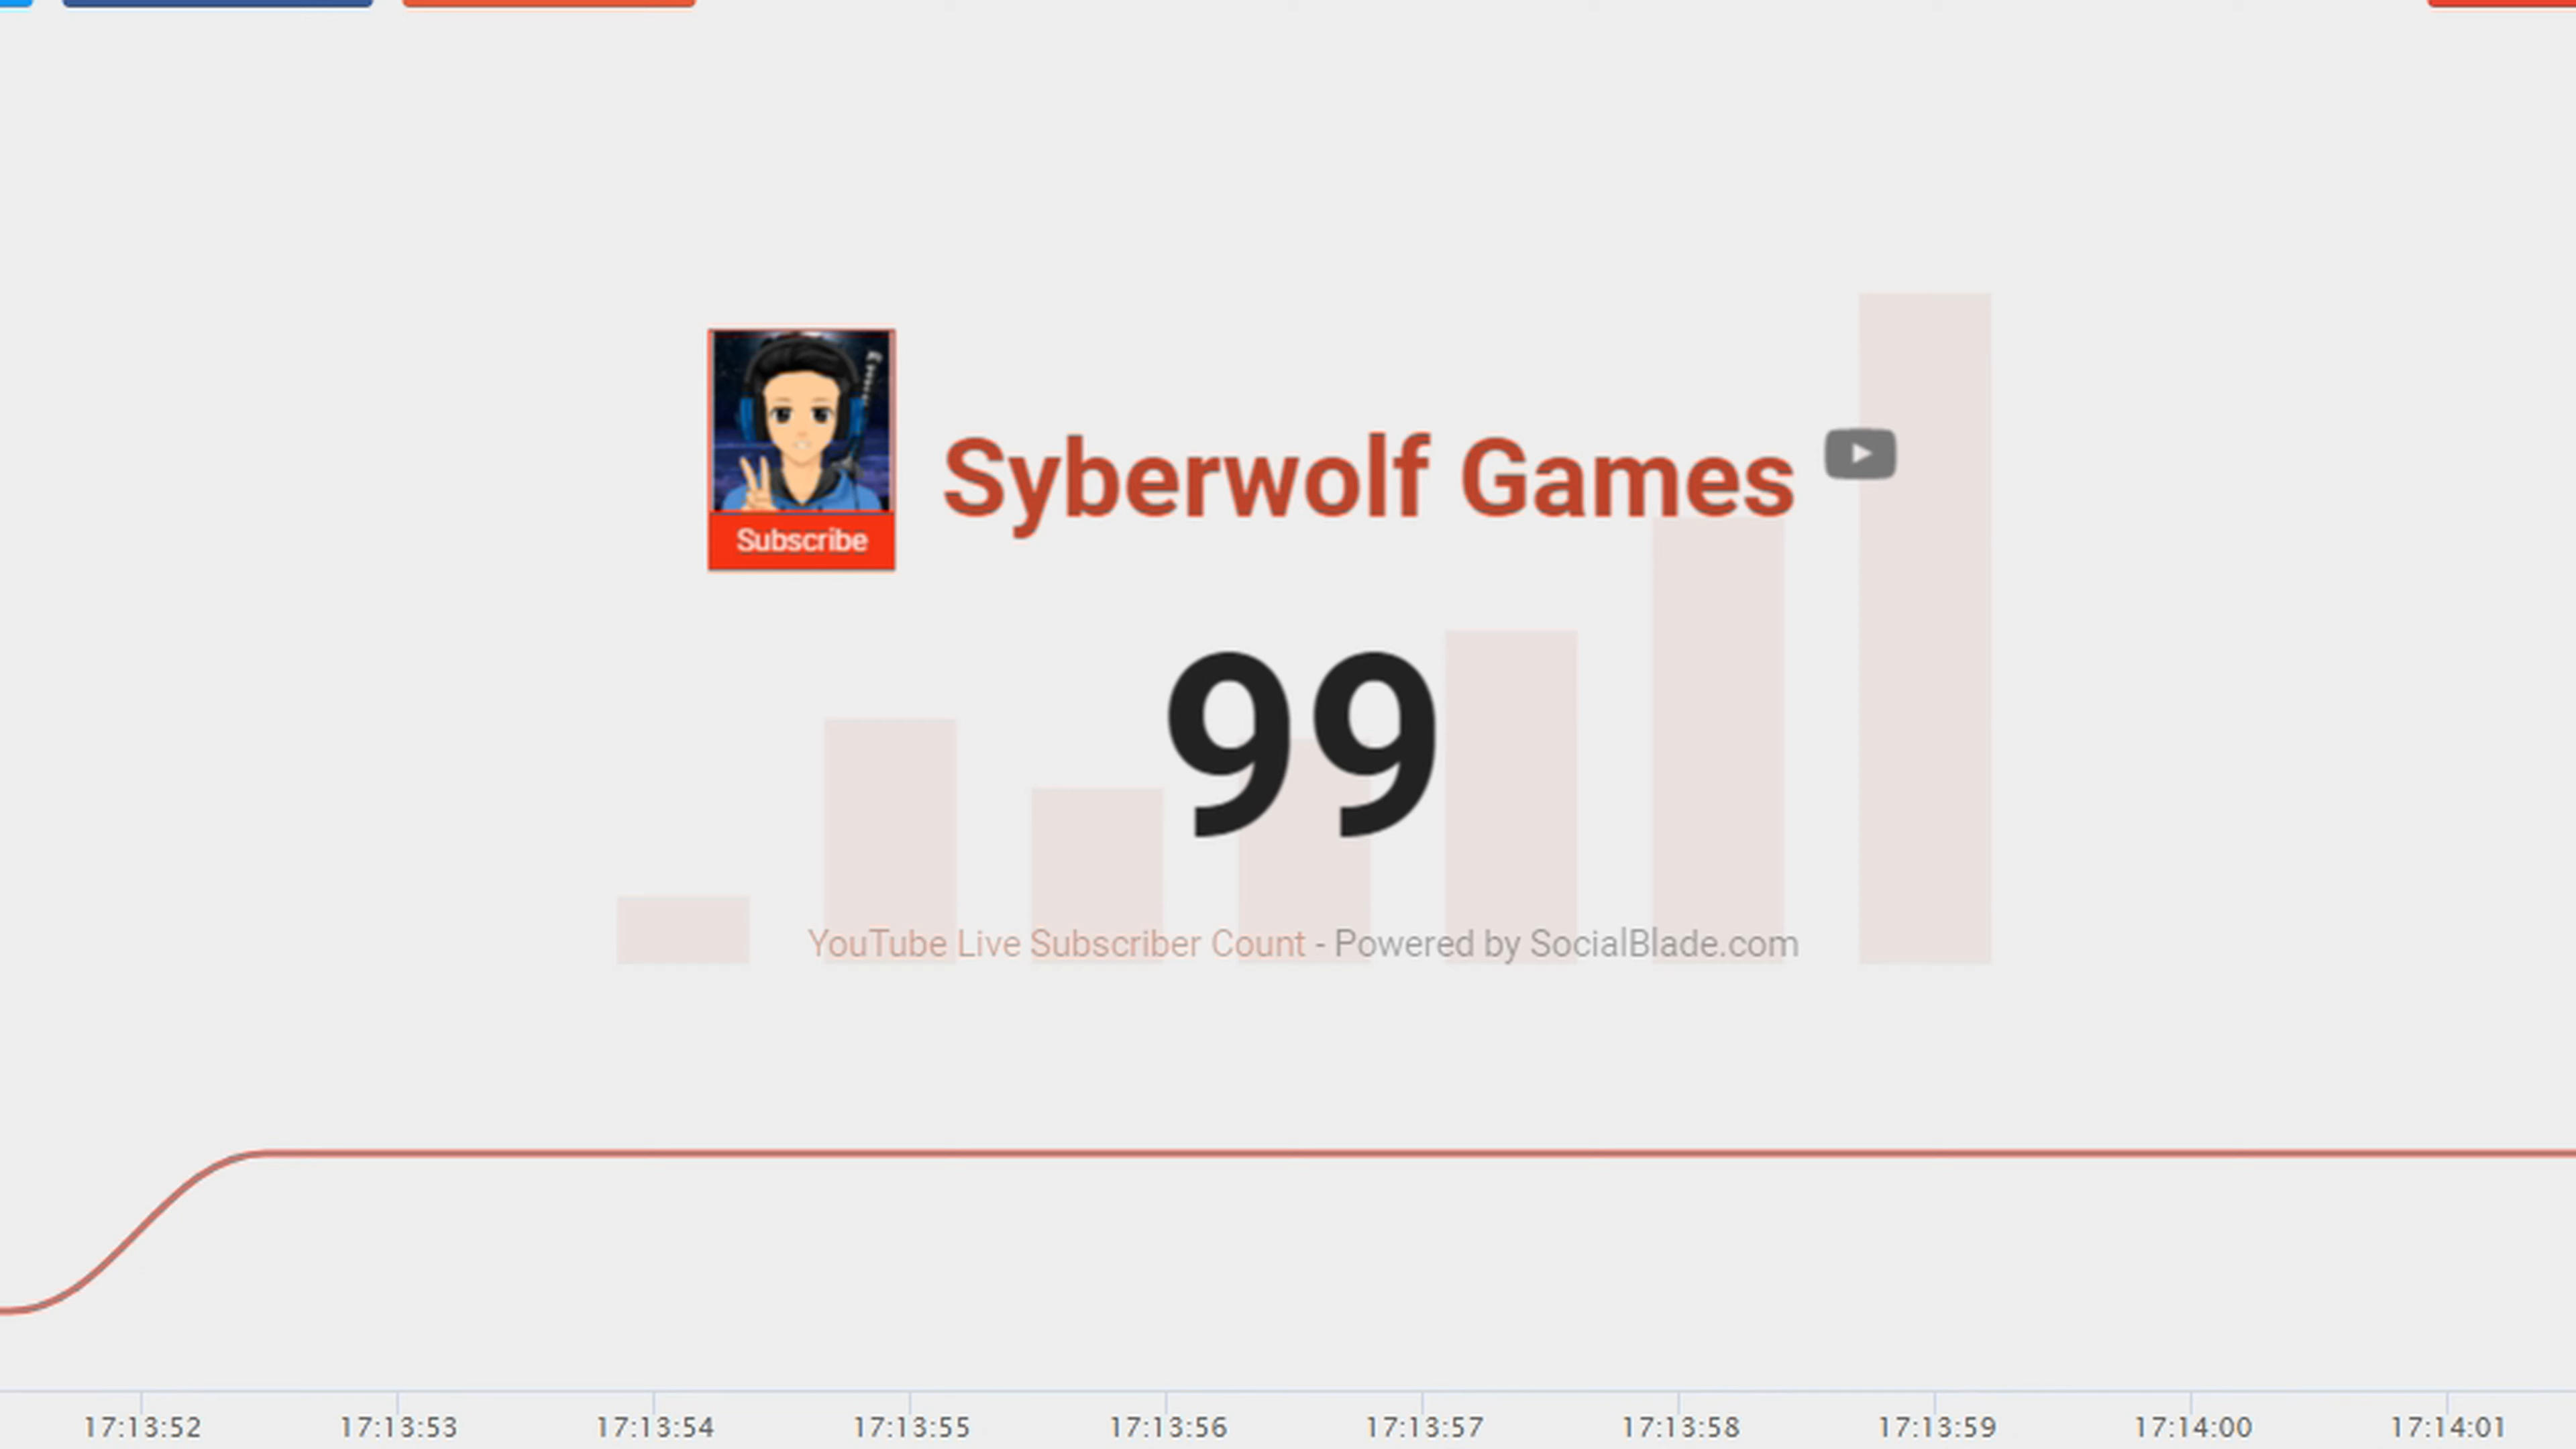 Syberwolf Games
Subscribe
99
YouTube Live Subscriber Count - Powered by SocialBlade.com
17:13:52 17:13:53 17:13:54 17:13:55 17:13:56 17:13:57 17:13:58 17:13:59 17:14:00 17:14:01